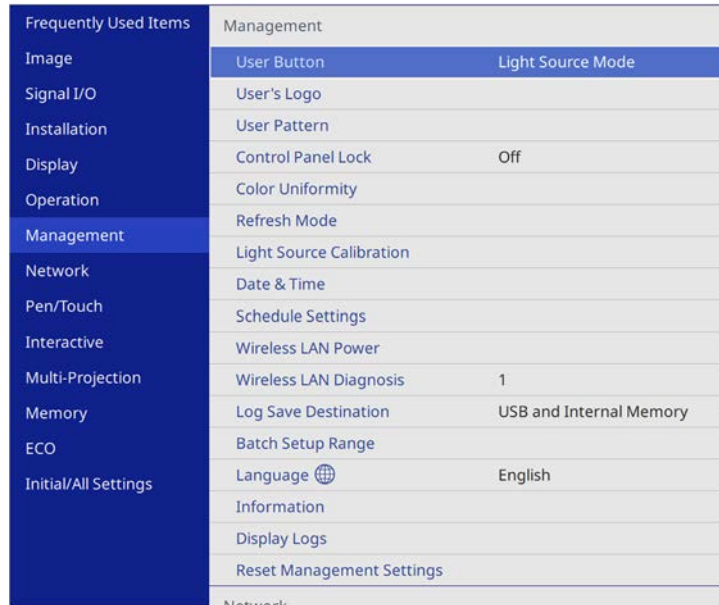 Frequently Used Items
Image
Signal I/O
Installation
Display
Operation
Management
Network
Pen/Touch
Interactive
Multi-Projection
Memory
ECO
Initial/All Settings
Management
User Button Light Source Mode
User's Logo
User Pattern
Control Panel Lock Off
Color Uniformity
Refresh Mode
Light Source Calibration
Date & Time
Schedule Settings
Wireless LAN Power
Wireless LAN Diagnosis 1
Log Save Destination USB and Internal Memory
Batch Setup Range
Language English
Information
Display Logs
Reset Management Settings
Network